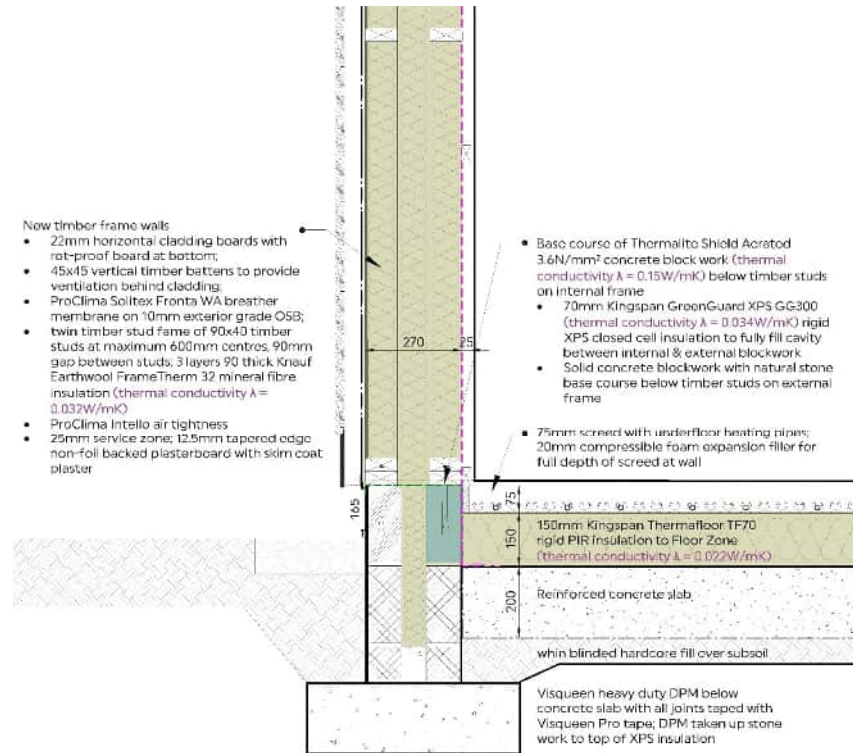 New timber frame walls
• 22mm horizontal cladding boards with
rot-proof board at bottom;
• 45x45 vertical timber battens to provide
ventilation behind cladding;
• ProClima Solitex Fronta WA breather
membrane on 10mm exterior grade OSB;
• twin timber stud fame of 90x40 timber
studs at maximum 600mm centres, 90mm
gap between studs; 3 layers 90 thick Knauf
Earthwool FrameTherm 32 mineral fibre
insulation (thermal conductivity λ =
0.032W/mK)
• ProClima Intello air tightness
• 25mm service zone; 12.5mm tapered edge
non-foil backed plasterboard with skim coat
plaster
270
25
165
• Base course of Thermalite Shield Aerated
3.6N/mm² concrete block work (thermal
conductivity λ = 0.15W/mK) below timber studs
on internal frame
• 70mm Kingspan GreenGuard XPS GG300
(thermal conductivity λ = 0.034W/mK) rigid
XPS closed cell insulation to fully fill cavity
between internal & external blockwork
• Solid concrete blockwork with natural stone
base course below timber studs on external
frame
• 75mm screed with underfloor heating pipes;
20mm compressible foam expansion filler for
full depth of screed at wall
75
150
150mm Kingspan Thermafloor TF70
rigid PIR insulation to Floor Zone
(thermal conductivity λ = 0.022W/mK)
200
Reinforced concrete slab
whin blinded hardcore fill over subsoil
Visqueen heavy duty DPM below
concrete slab with all joints taped with
Visqueen Pro tape; DPM taken up stone
work to top of XPS insulation